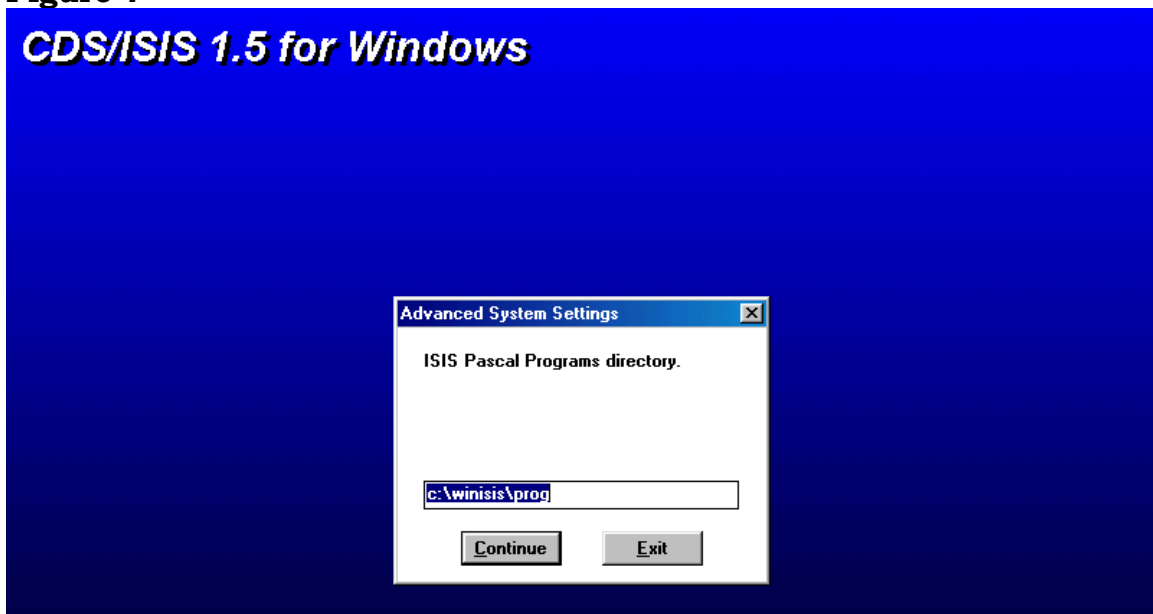 CDS/ISIS 1.5 for Windows
Advanced System Settings
ISIS Pascal Programs directory.
c:\winisis\prog
Continue Exit